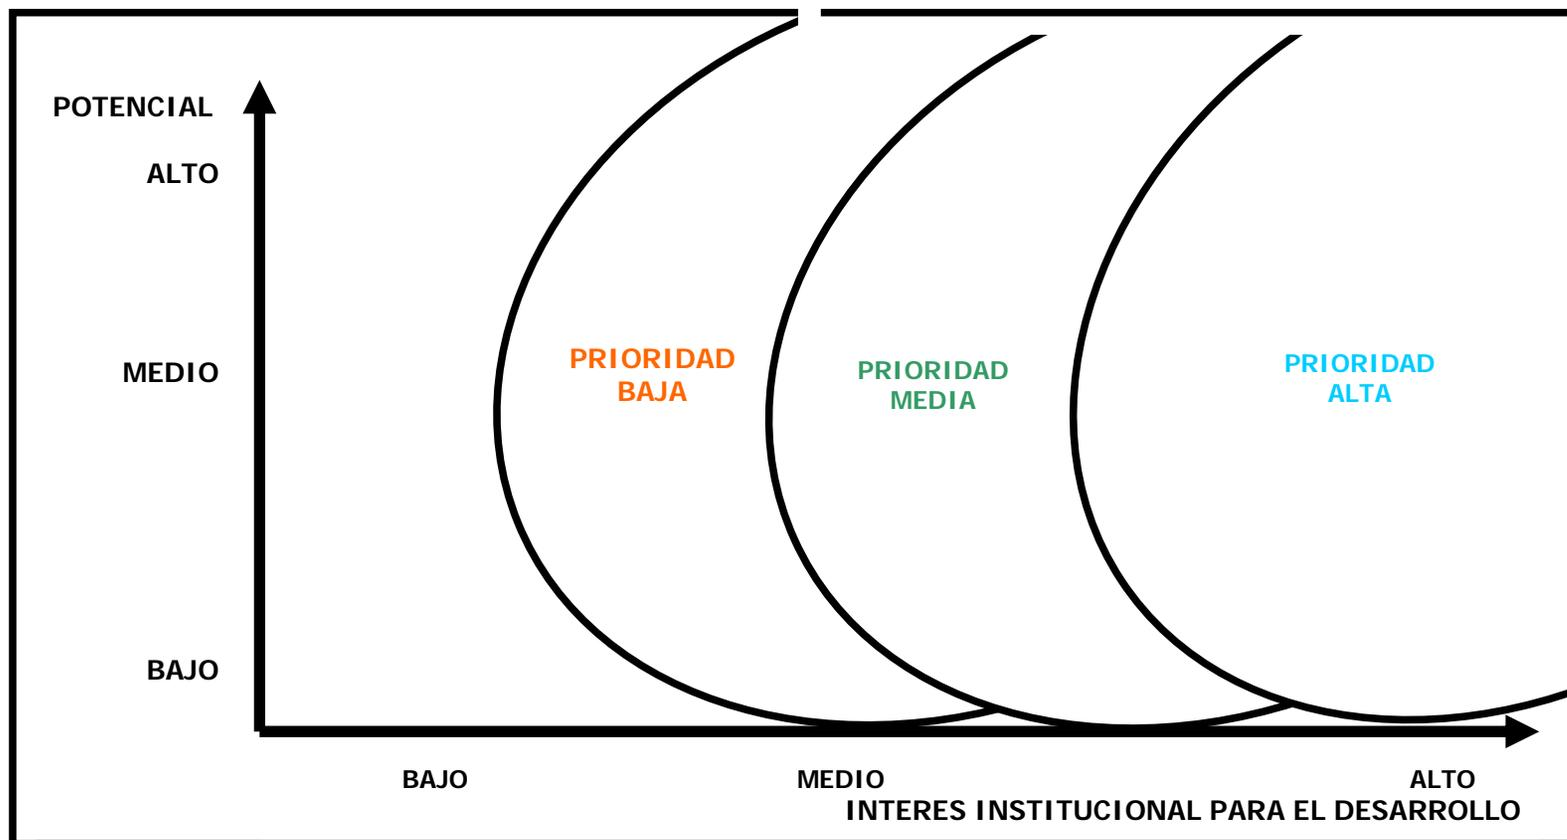 POTENCIAL
ALTO
MEDIO
BAJO
PRIORIDAD
BAJA
PRIORIDAD
MEDIA
PRIORIDAD
ALTA
BAJO
MEDIO
ALTO
INTERES INSTITUCIONAL PARA EL DESARROLLO